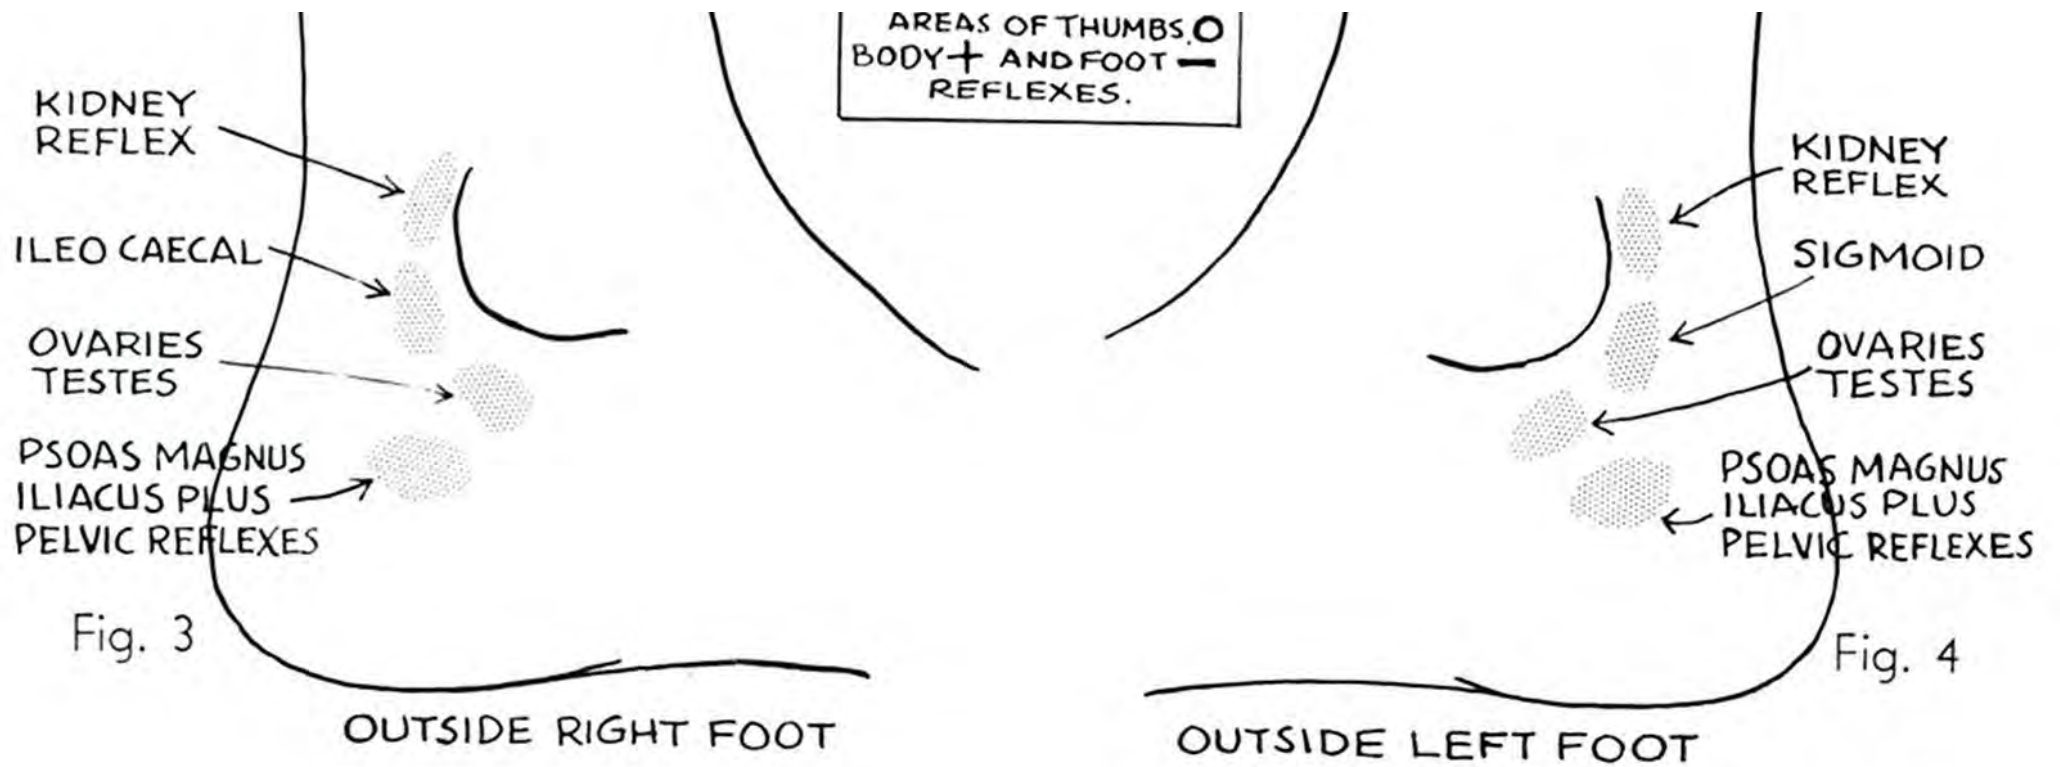 AREAS OF THUMBS. O
BODY + AND FOOT —
REFLEXES.
KIDNEY
REFLEX
ILEO CAECAL
OVARIES
TESTES
PSOAS MAGNUS
ILIACUS PLUS
PELVIC REFLEXES
Fig. 3
OUTSIDE RIGHT FOOT
KIDNEY
REFLEX
SIGMOID
OVARIES
TESTES
PSOAS MAGNUS
ILIACUS PLUS
PELVIC REFLEXES
Fig. 4
OUTSIDE LEFT FOOT